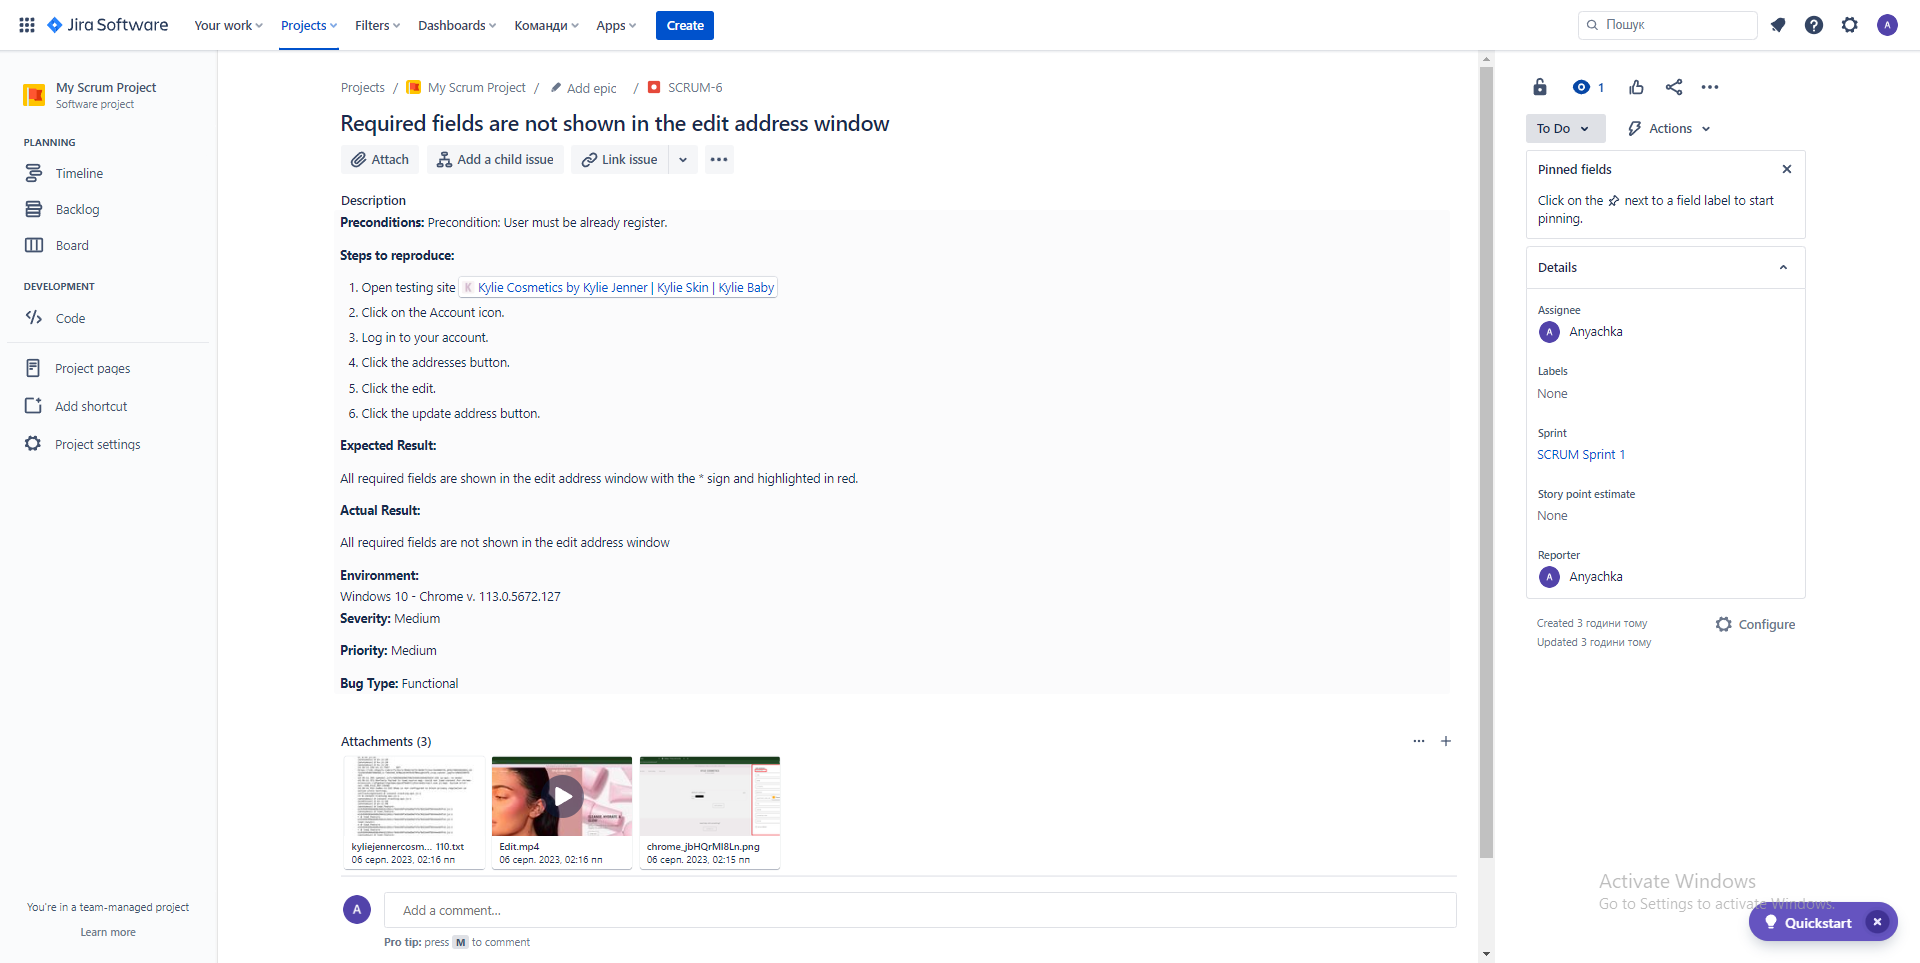 Jira Software
Your work
Projects
Filters
Dashboards
Команди
Apps
Create
Пошук
A
My Scrum Project
Software project
PLANNING
Timeline
Backlog
Board
DEVELOPMENT
Code
Project pages
Add shortcut
Project settings
You're in a team-managed project
Learn more
Projects / My Scrum Project / Add epic / SCRUM-6
Required fields are not shown in the edit address window
Attach
Add a child issue
Link issue
Description
Preconditions: Precondition: User must be already register.
Steps to reproduce:
1. Open testing site K Kylie Cosmetics by Kylie Jenner | Kylie Skin | Kylie Baby
2. Click on the Account icon.
3. Log in to your account.
4. Click the addresses button.
5. Click the edit.
6. Click the update address button.
Expected Result:
All required fields are shown in the edit address window with the * sign and highlighted in red.
Actual Result:
All required fields are not shown in the edit address window
Environment:
Windows 10 - Chrome v. 113.0.5672.127
Severity: Medium
Priority: Medium
Bug Type: Functional
Attachments (3)
kyliejennercosm... 110.txt
06 серп. 2023, 02:16 пп
Edit.mp4
06 серп. 2023, 02:16 пп
chrome_jbHQrMI8Ln.png
06 серп. 2023, 02:15 пп
A
Add a comment...
Pro tip: press M to comment
1
To Do
Actions
Pinned fields
Click on the next to a field label to start
pinning.
Details
Assignee
A Anyachka
Labels
None
Sprint
SCRUM Sprint 1
Story point estimate
None
Reporter
A Anyachka
Created 3 години тому
Updated 3 години тому
Configure
Activate Windows
Go to Settings to activate Windows.
Quickstart